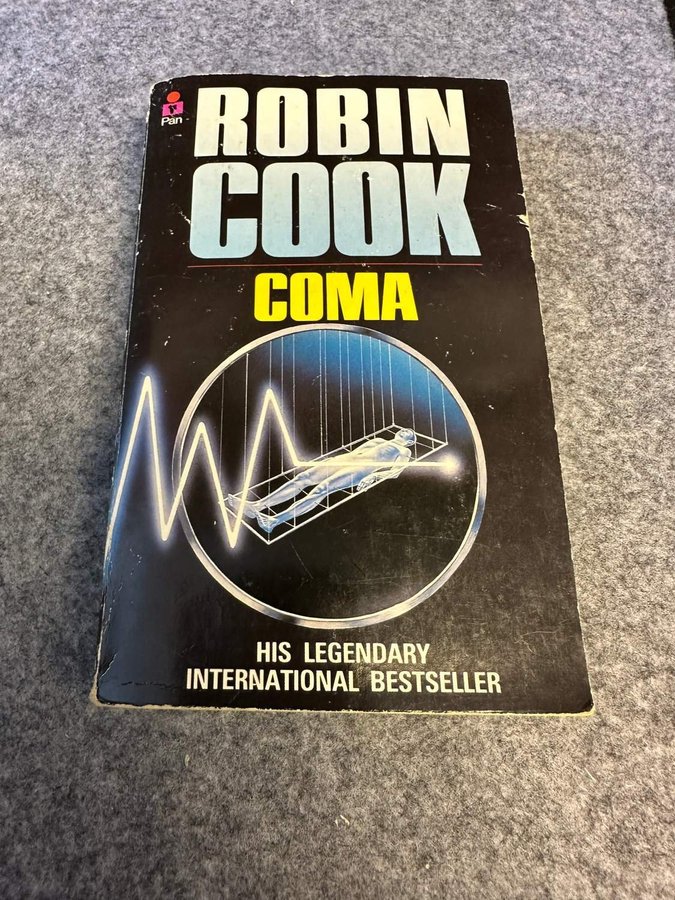 Pan
ROBIN
COOK
COMA
HIS LEGENDARY
INTERNATIONAL BESTSELLER